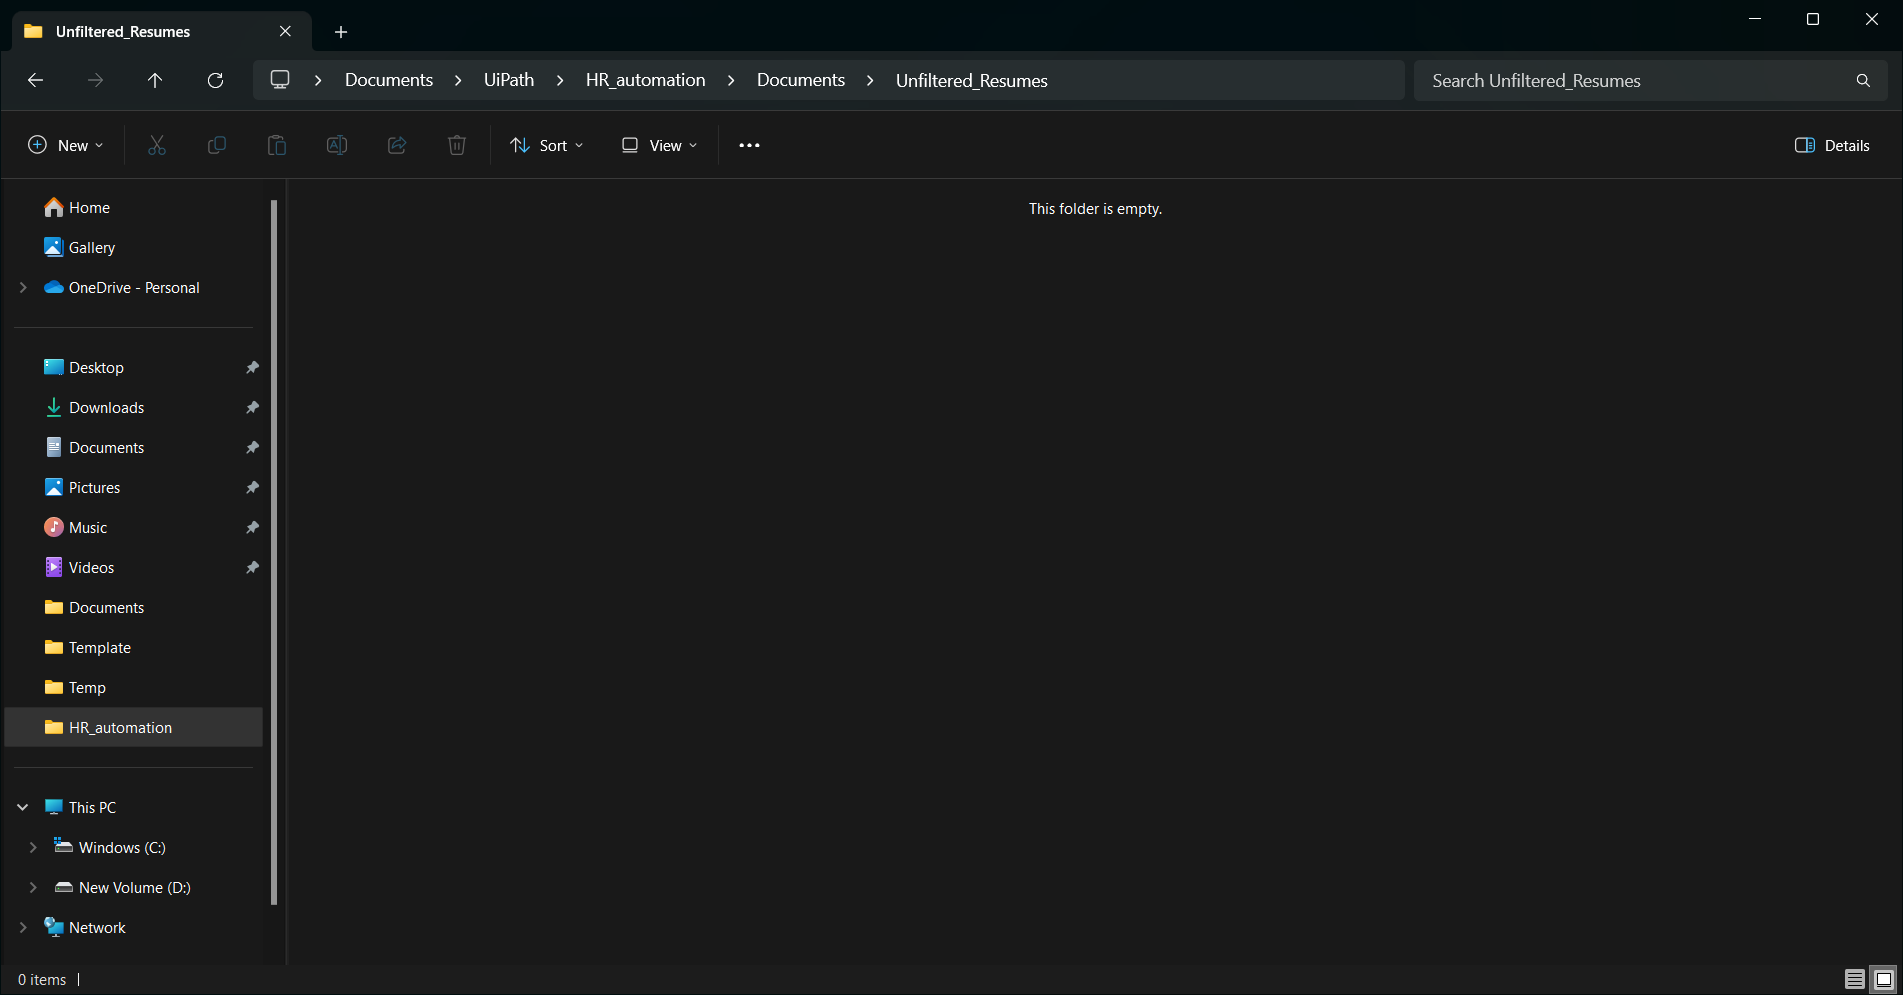 Unfiltered_Resumes
Documents > UiPath > HR_automation > Documents > Unfiltered_Resumes
Search Unfiltered_Resumes
New
Sort
View
Details
Home
Gallery
OneDrive - Personal
Desktop
Downloads
Documents
Pictures
Music
Videos
Documents
Template
Temp
HR_automation
This PC
Windows (C:)
New Volume (D:)
Network
This folder is empty.
0 items